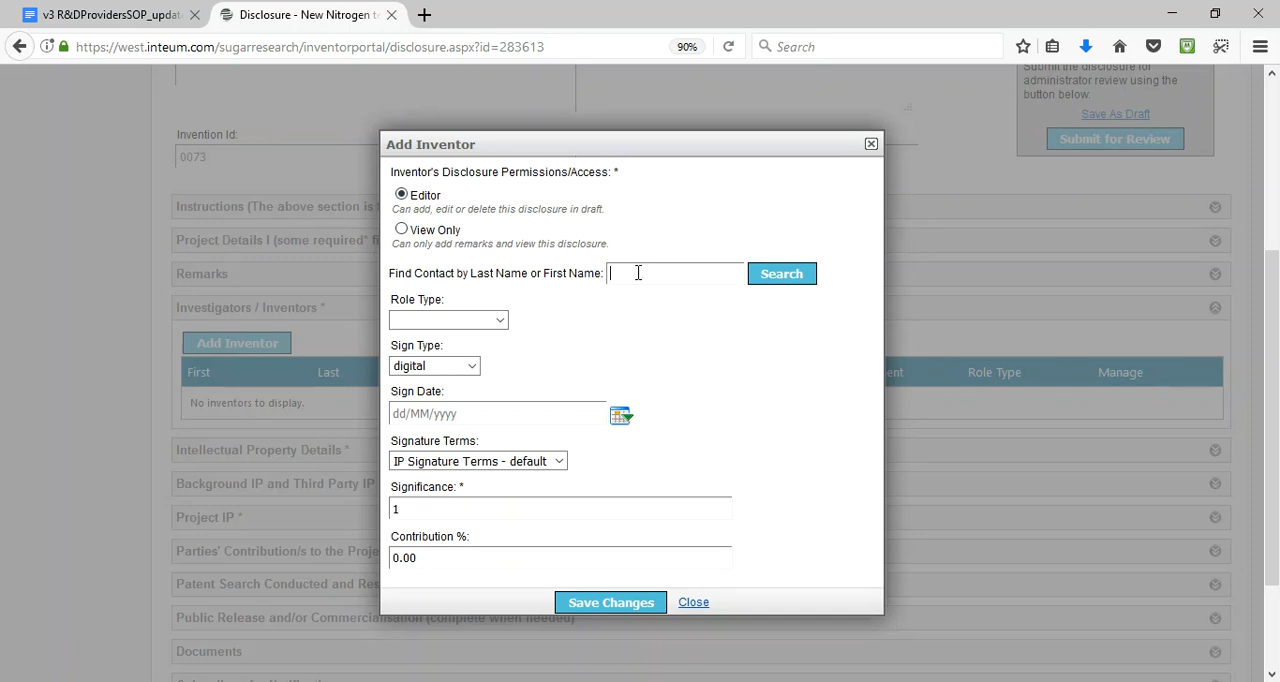 v3 R&DProvidersSOP_updat
Disclosure - New Nitrogen t
https://west.inteum.com/sugarresearch/inventorportal/disclosure.aspx?id=283613
90%
Search
Submit the disclosure for
administrator review using the
button below.
Save As Draft
Submit for Review
Invention Id:
0073
Instructions (The above section is
Project Details I (some required* fi
Remarks
Investigators / Inventors *
Add Inventor
First Last ent Role Type Manage
No inventors to display.
Intellectual Property Details *
Background IP and Third Party IP
Project IP *
Parties' Contribution/s to the Proje
Patent Search Conducted and Res
Public Release and/or Commercialisation (complete when needed)
Documents
Add Inventor
Inventor's Disclosure Permissions/Access: *
Editor
Can add, edit or delete this disclosure in draft.
View Only
Can only add remarks and view this disclosure.
Find Contact by Last Name or First Name:
Search
Role Type:
Sign Type:
digital
Sign Date:
dd/MM/yyyy
Signature Terms:
IP Signature Terms - default
Significance: *
1
Contribution %:
0.00
Save Changes Close